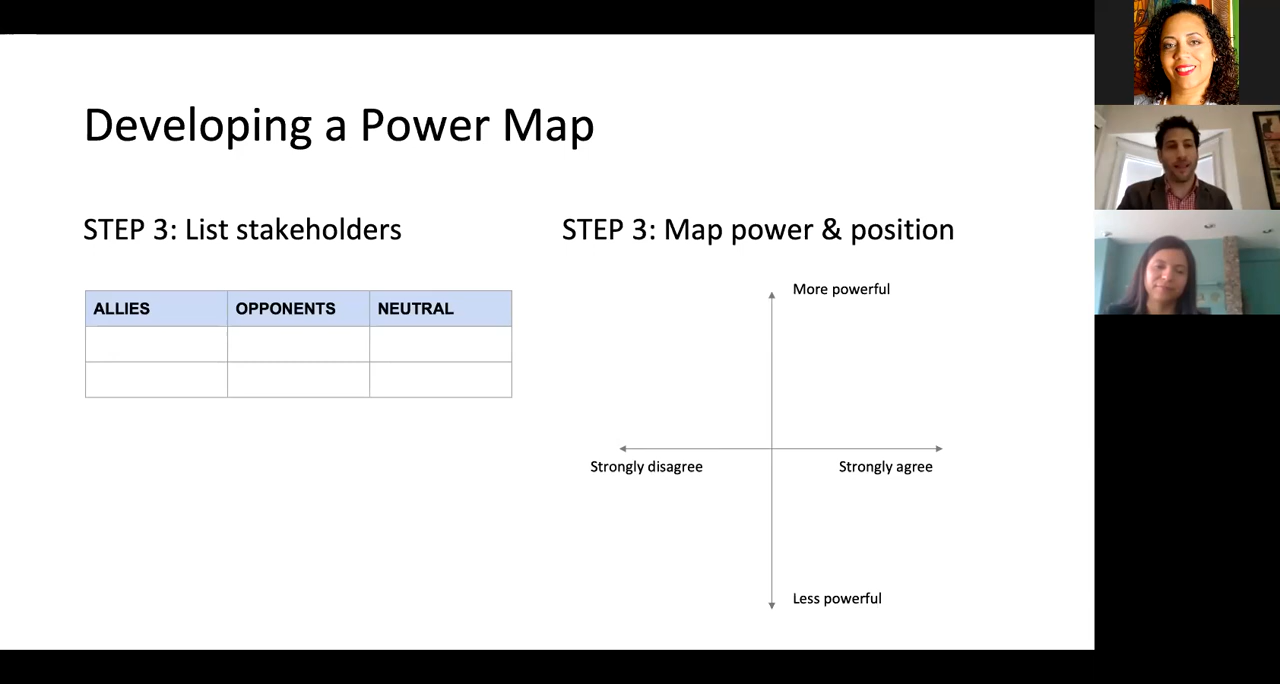 Developing a Power Map
STEP 3: List stakeholders
ALLIES OPPONENTS NEUTRAL
STEP 3: Map power & position
More powerful
Strongly disagree
Strongly agree
Less powerful